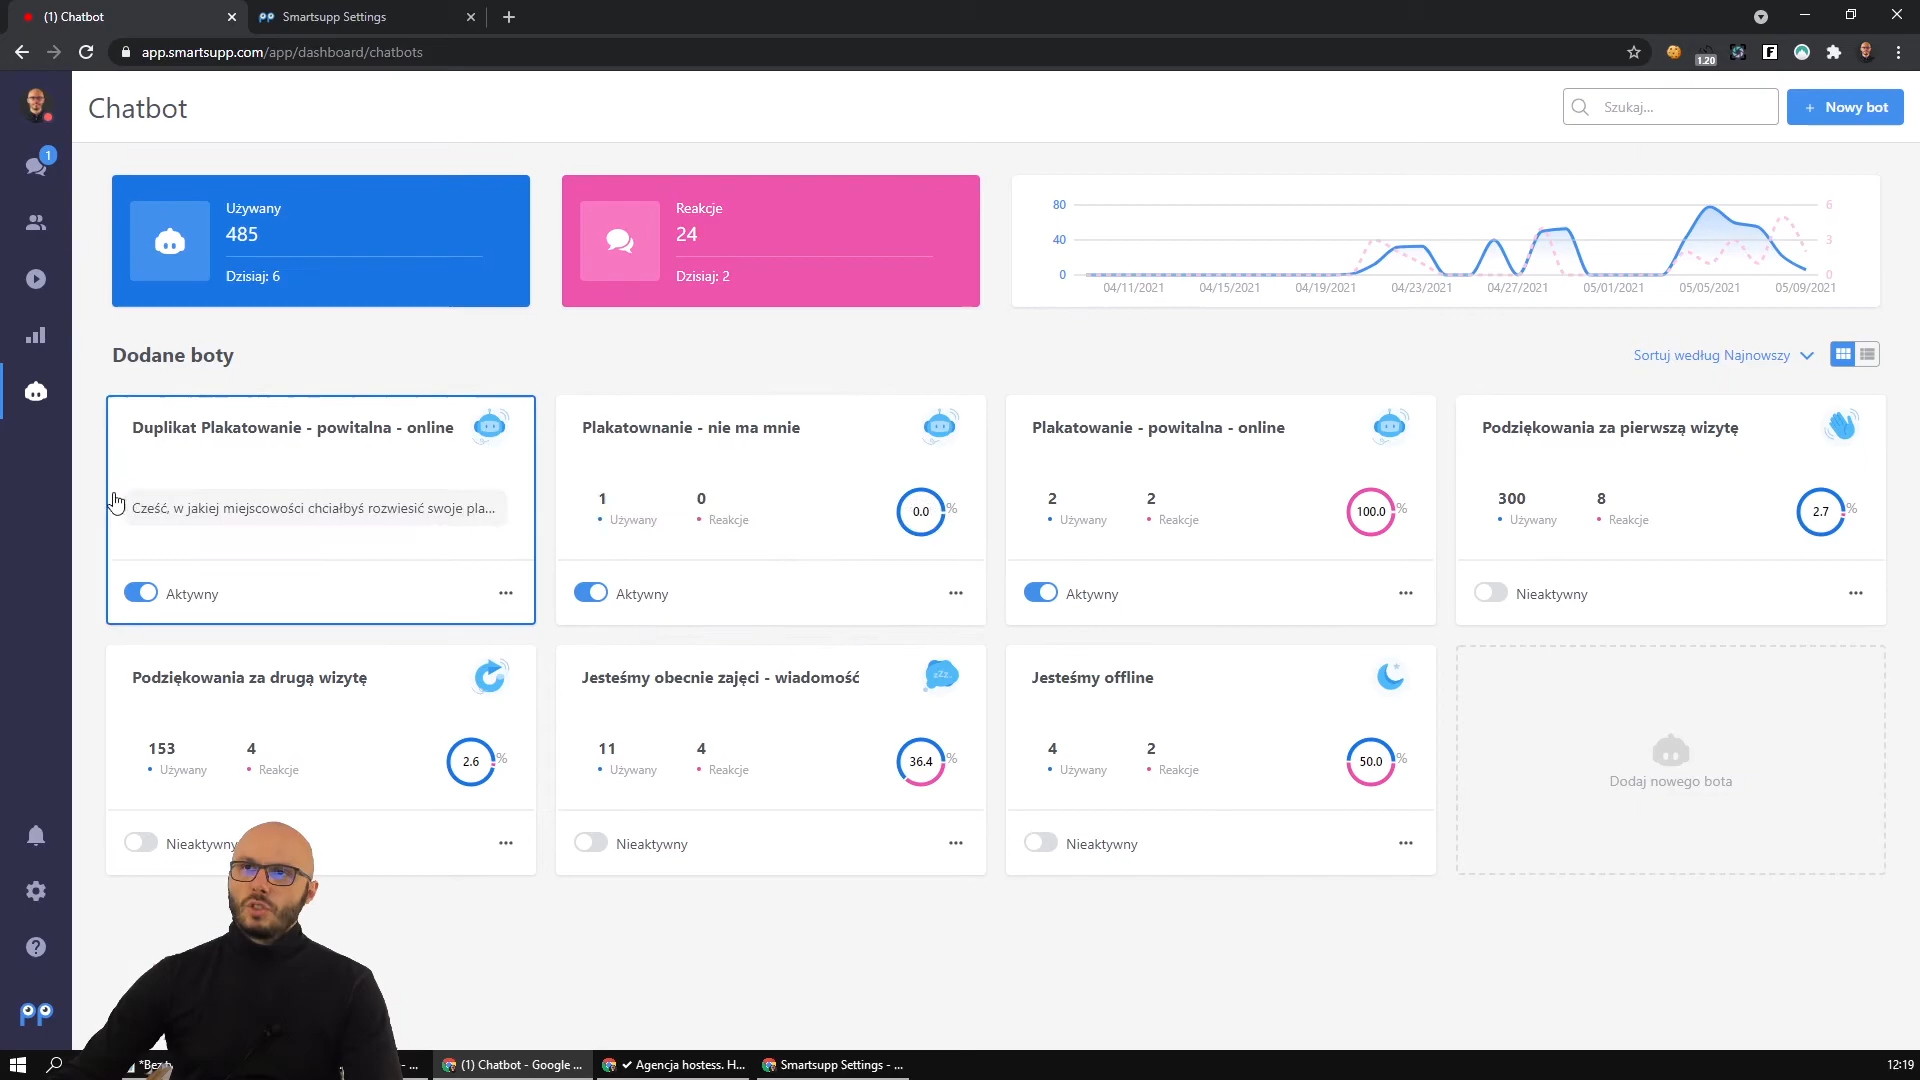 (1) Chatbot
Smartsupp Settings
app.smartsupp.com/app/dashboard/chatbots
1.20
Chatbot
Szukaj...
+ Nowy bot
1
Używany
485
Dzisiaj: 6
Reakcje
24
Dzisiaj: 2
80
40
0
6
3
0
04/11/2021 04/15/2021 04/19/2021 04/23/2021 04/27/2021 05/01/2021 05/05/2021 05/09/2021
Dodane boty
Sortuj według Najnowszy
Duplikat Plakatowanie - powitalna - online
Cześć, w jakiej miejscowości chciałbyś rozwiesić swoje pla...
Aktywny
Plakatownanie - nie ma mnie
1 0
Używany Reakcje
0.0 %
Aktywny
Plakatowanie - powitalna - online
2 2
Używany Reakcje
100.0 %
Aktywny
Podziękowania za pierwszą wizytę
300 8
Używany Reakcje
2.7 %
Nieaktywny
Podziękowania za drugą wizytę
153 4
Używany Reakcje
2.6 %
Nieaktywny
Jesteśmy obecnie zajęci - wiadomość
zZz
11 4
Używany Reakcje
36.4 %
Nieaktywny
Jesteśmy offline
4 2
Używany Reakcje
50.0 %
Nieaktywny
Dodaj nowego bota
(1) Chatbot - Google ...
✓ Agencja hostess. H...
Smartsupp Settings - ...
12:19